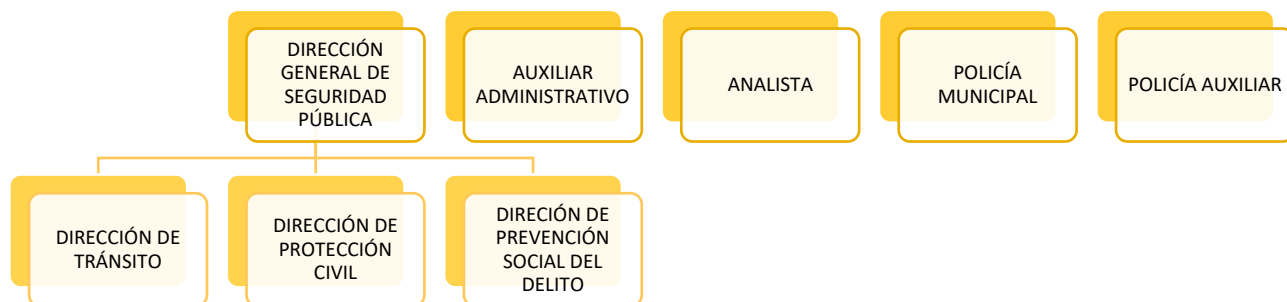 DIRECCIÓN
GENERAL DE
SEGURIDAD
PÚBLICA
AUXILIAR
ADMINISTRATIVO
ANALISTA
POLICÍA
MUNICIPAL
POLICÍA AUXILIAR
DIRECCIÓN DE
TRÁNSITO
DIRECCIÓN DE
PROTECCIÓN
CIVIL
DIRECIÓN DE
PREVENCIÓN
SOCIAL DEL
DELITO